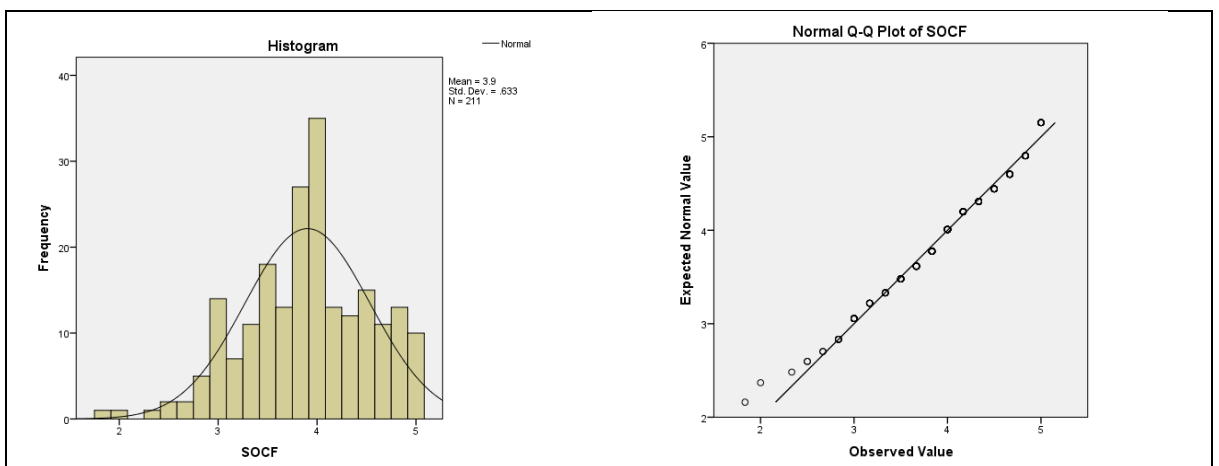 Histogram
Normal
Mean = 3.9
Std. Dev. = .633
N = 211
40
30
20
10
0
Frequency
2
3
4
5
SOCF
Normal Q-Q Plot of SOCF
6
5
4
3
2
Expected Normal Value
2
3
4
5
Observed Value